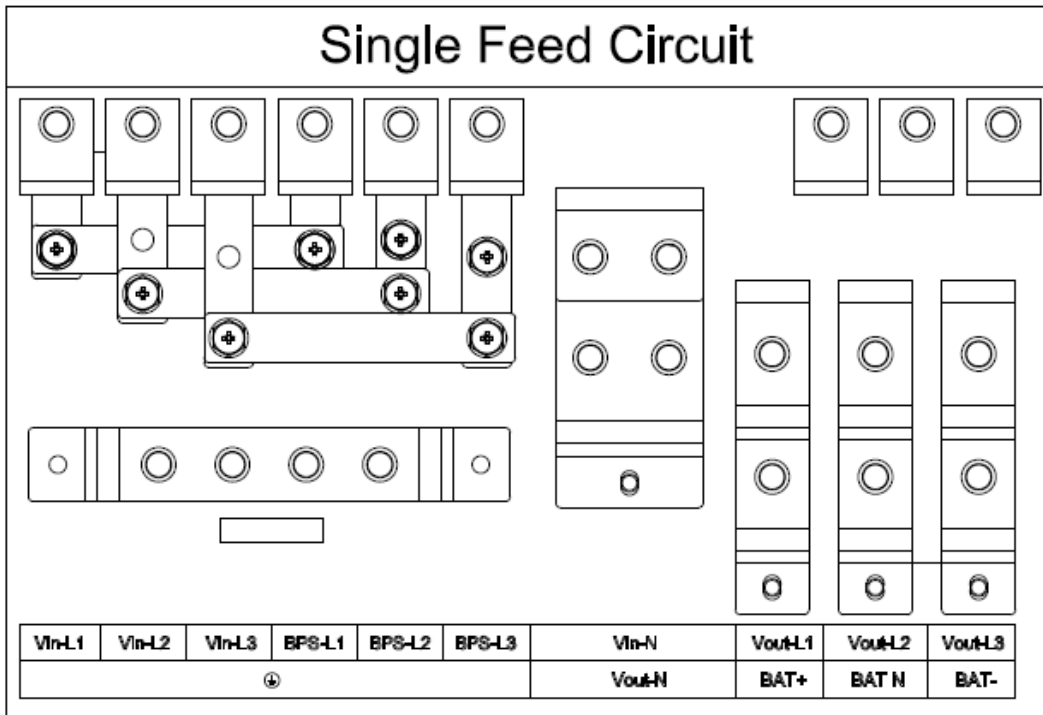 Single Feed Circuit
Vin-L1 Vin-L2 Vin-L3 BPS-L1 BPS-L2 BPS-L3 Vin-N Vout-L1 Vout-L2 Vout-L3
⏚ Vout-N BAT+ BAT N BAT-